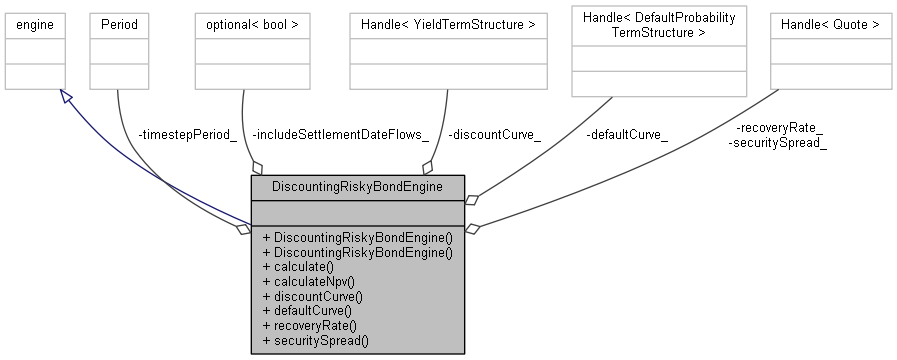 engine
Period
optional< bool >
Handle< YieldTermStructure >
Handle< DefaultProbability
TermStructure >
Handle< Quote >
-timestepPeriod_
-includeSettlementDateFlows_
-discountCurve_
-defaultCurve_
-recoveryRate_
-securitySpread_
DiscountingRiskyBondEngine
+ DiscountingRiskyBondEngine()
+ DiscountingRiskyBondEngine()
+ calculate()
+ calculateNpv()
+ discountCurve()
+ defaultCurve()
+ recoveryRate()
+ securitySpread()